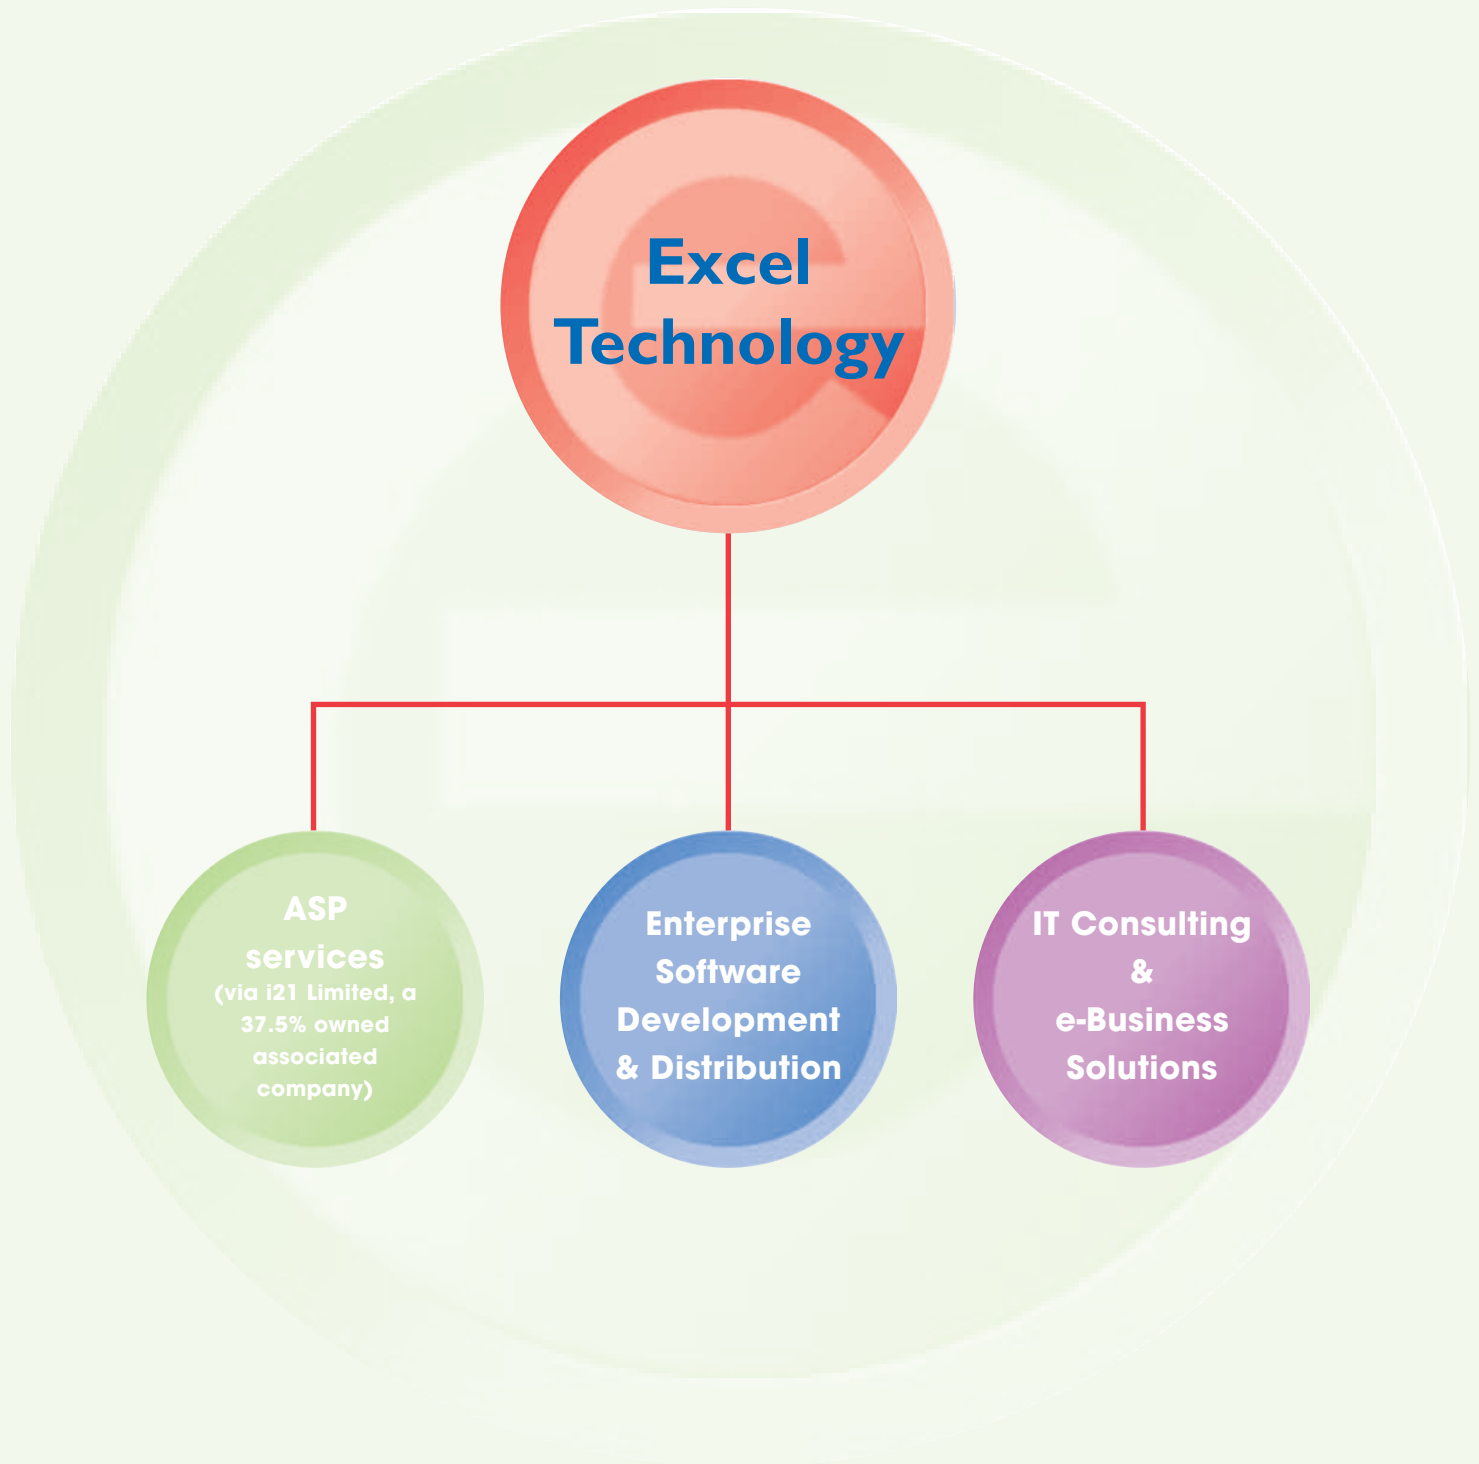 Excel
Technology
ASP
services
(via i21 Limited, a
37.5% owned
associated
company)
Enterprise
Software
Development
& Distribution
IT Consulting
&
e-Business
Solutions